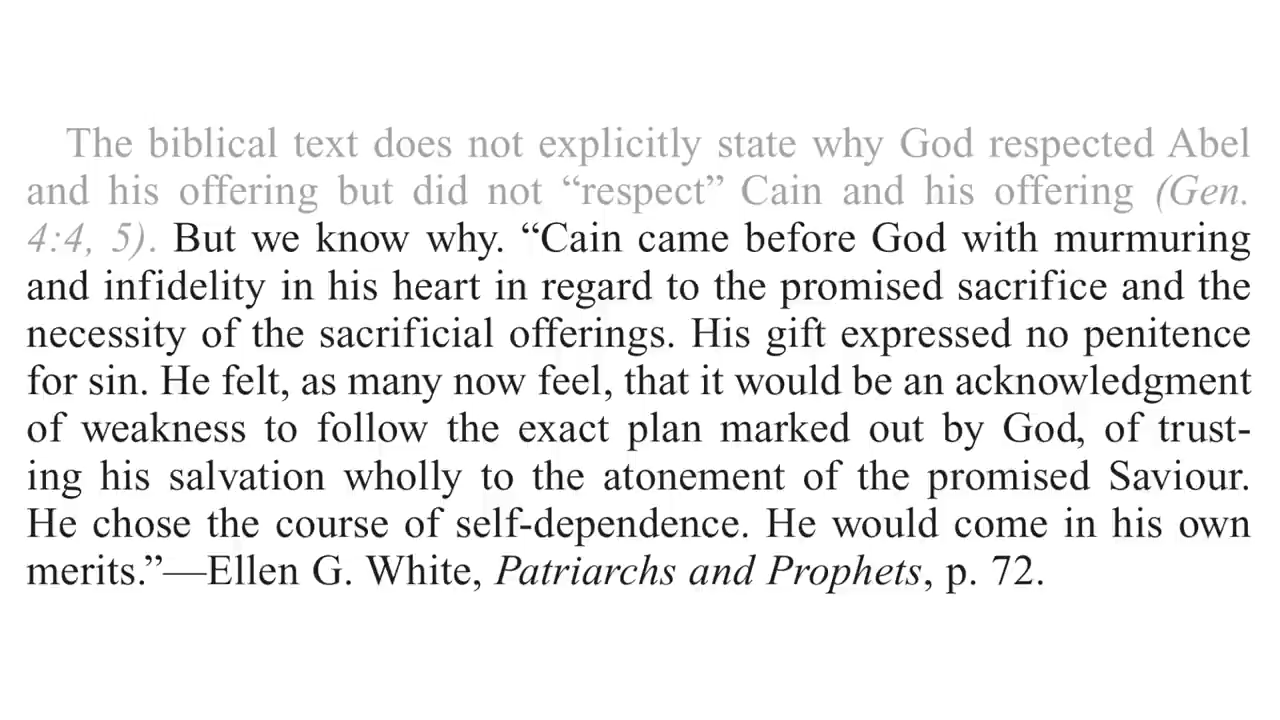 The biblical text does not explicitly state why God respected Abel
and his offering but did not “respect” Cain and his offering (Gen.
4:4, 5). But we know why. “Cain came before God with murmuring
and infidelity in his heart in regard to the promised sacrifice and the
necessity of the sacrificial offerings. His gift expressed no penitence
for sin. He felt, as many now feel, that it would be an acknowledgment
of weakness to follow the exact plan marked out by God, of trust-
ing his salvation wholly to the atonement of the promised Saviour.
He chose the course of self-dependence. He would come in his own
merits.”—Ellen G. White, Patriarchs and Prophets, p. 72.